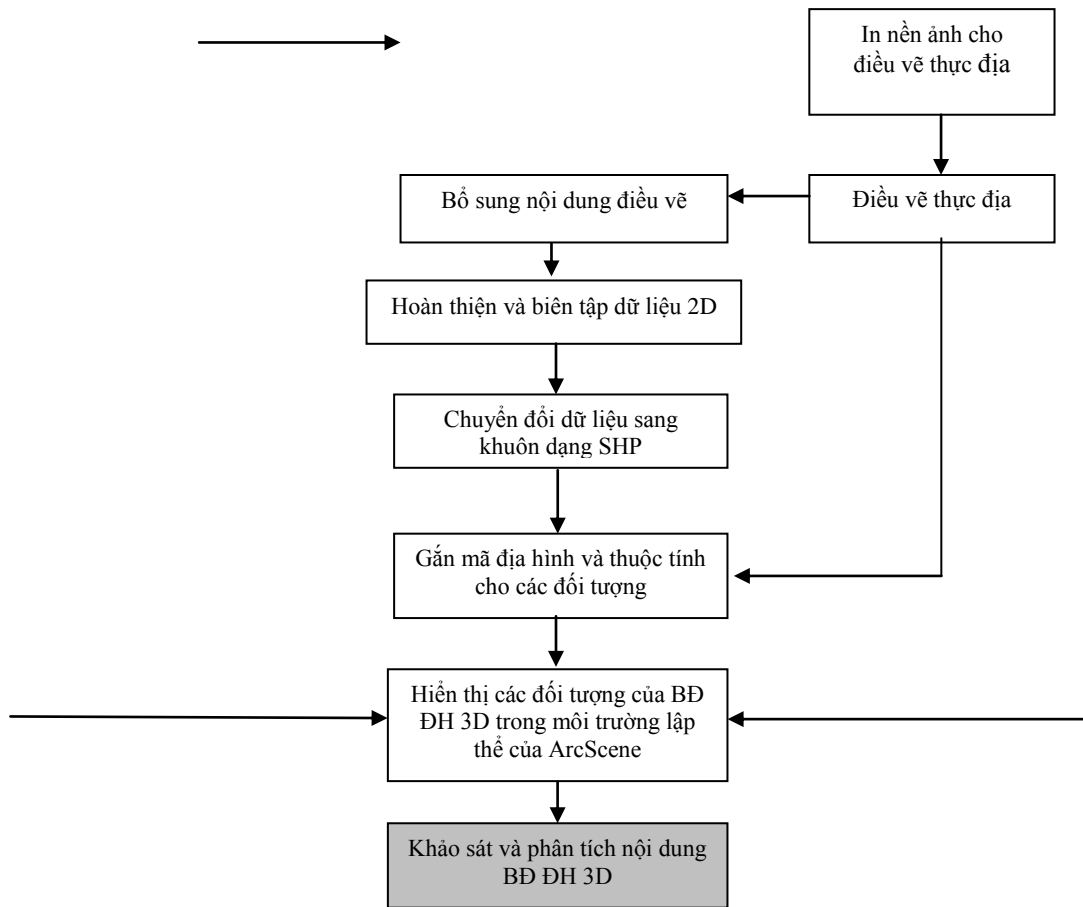 In nền ảnh cho
điều vẽ thực địa
Bổ sung nội dung điều vẽ
Điều vẽ thực địa
Hoàn thiện và biên tập dữ liệu 2D
Chuyển đổi dữ liệu sang
khuôn dạng SHP
Gắn mã địa hình và thuộc tính
cho các đối tượng
Hiển thị các đối tượng của BĐ
ĐH 3D trong môi trường lập
thể của ArcScene
Khảo sát và phân tích nội dung
BĐ ĐH 3D